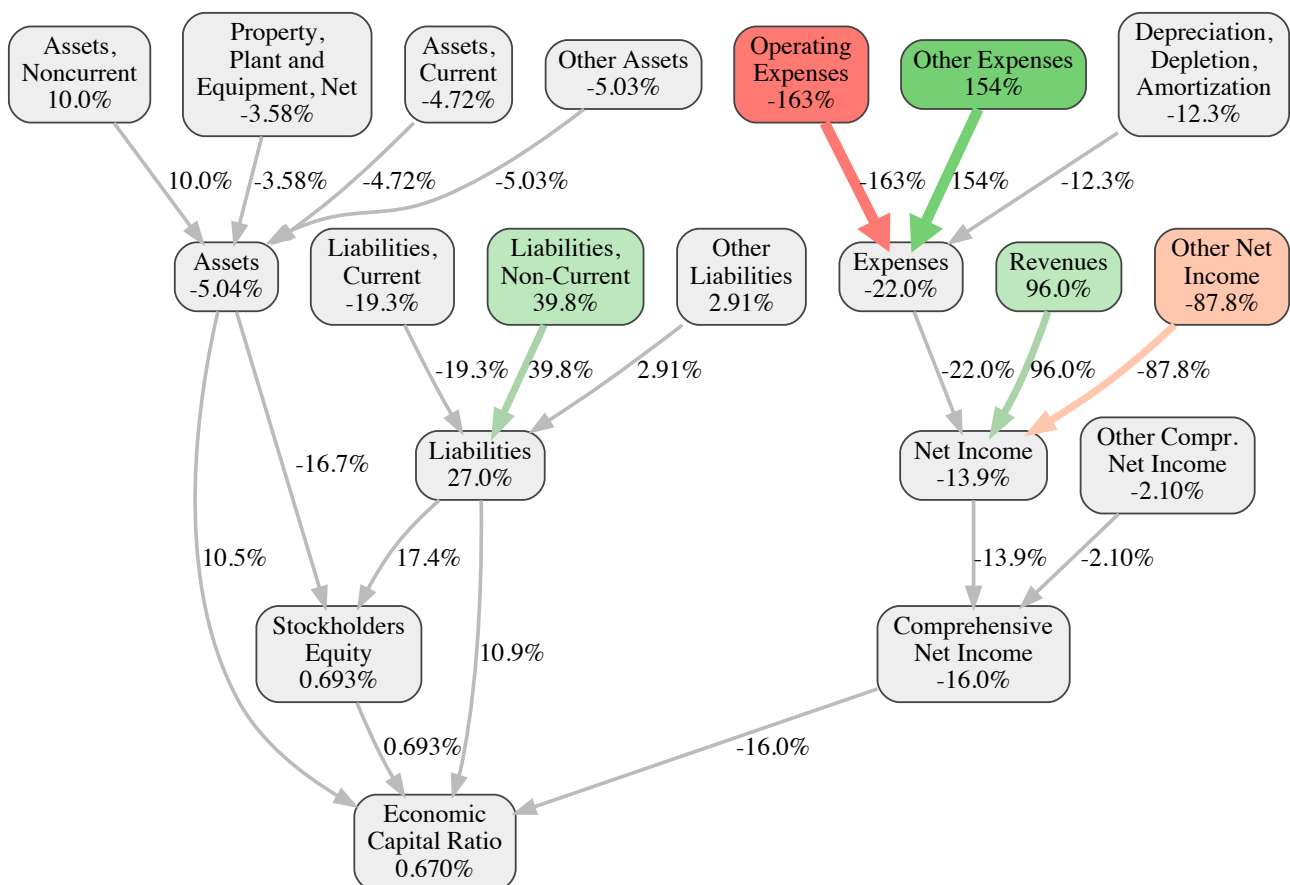 Assets,
Noncurrent
10.0%
Property,
Plant and
Equipment, Net
-3.58%
Assets,
Current
-4.72%
Other Assets
-5.03%
Operating
Expenses
-163%
Other Expenses
154%
Depreciation,
Depletion,
Amortization
-12.3%
10.0%
-3.58%
-4.72%
-5.03%
-163%
154%
-12.3%
Assets
-5.04%
Liabilities,
Current
-19.3%
Liabilities,
Non-Current
39.8%
Other
Liabilities
2.91%
Expenses
-22.0%
Revenues
96.0%
Other Net
Income
-87.8%
-19.3%
39.8%
2.91%
-22.0%
96.0%
-87.8%
-16.7%
Liabilities
27.0%
Net Income
-13.9%
Other Compr.
Net Income
-2.10%
10.5%
17.4%
-13.9%
-2.10%
Stockholders
Equity
0.693%
10.9%
Comprehensive
Net Income
-16.0%
0.693%
-16.0%
Economic
Capital Ratio
0.670%